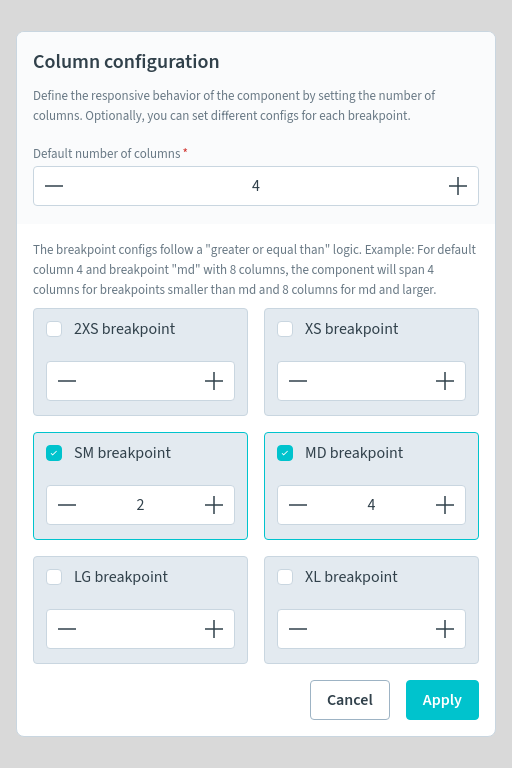 Column configuration
Define the responsive behavior of the component by setting the number of
columns. Optionally, you can set different configs for each breakpoint.
Default number of columns *
4
The breakpoint configs follow a "greater or equal than" logic. Example: For default
column 4 and breakpoint "md" with 8 columns, the component will span 4
columns for breakpoints smaller than md and 8 columns for md and larger.
2XS breakpoint
XS breakpoint
SM breakpoint
2
MD breakpoint
4
LG breakpoint
XL breakpoint
Cancel
Apply